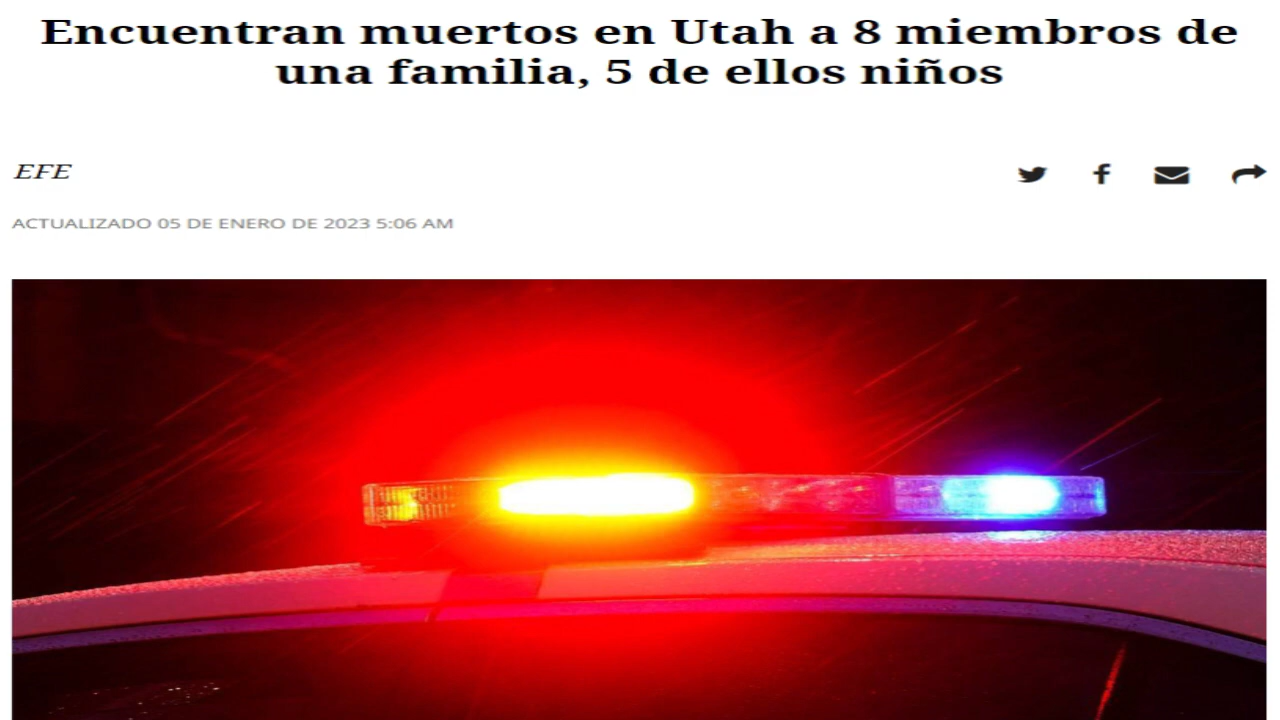 Encuentran muertos en Utah a 8 miembros de
una familia, 5 de ellos niños
EFE
ACTUALIZADO 05 DE ENERO DE 2023 5:06 AM